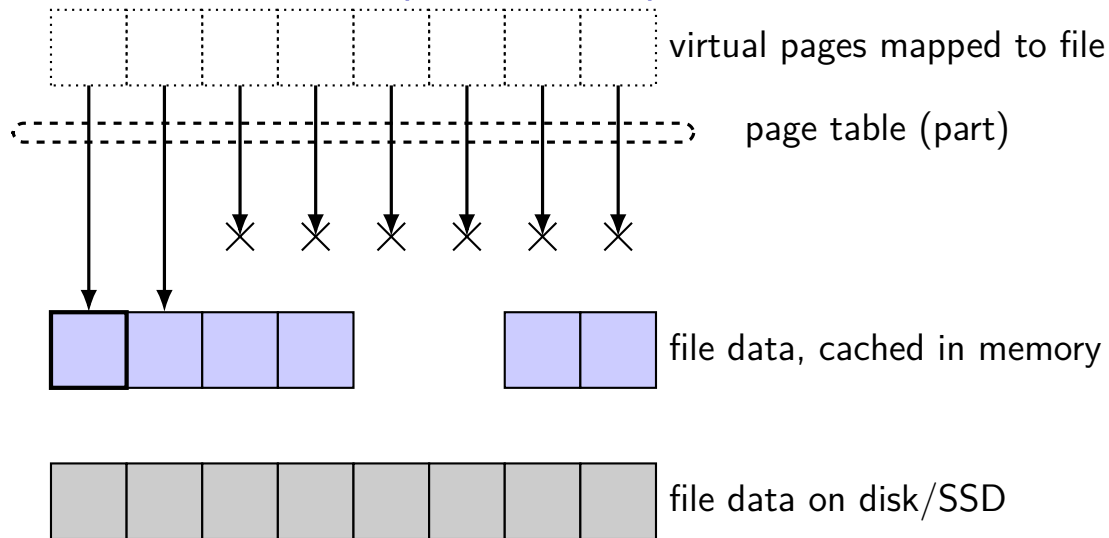 virtual pages mapped to file
page table (part)
file data, cached in memory
file data on disk/SSD